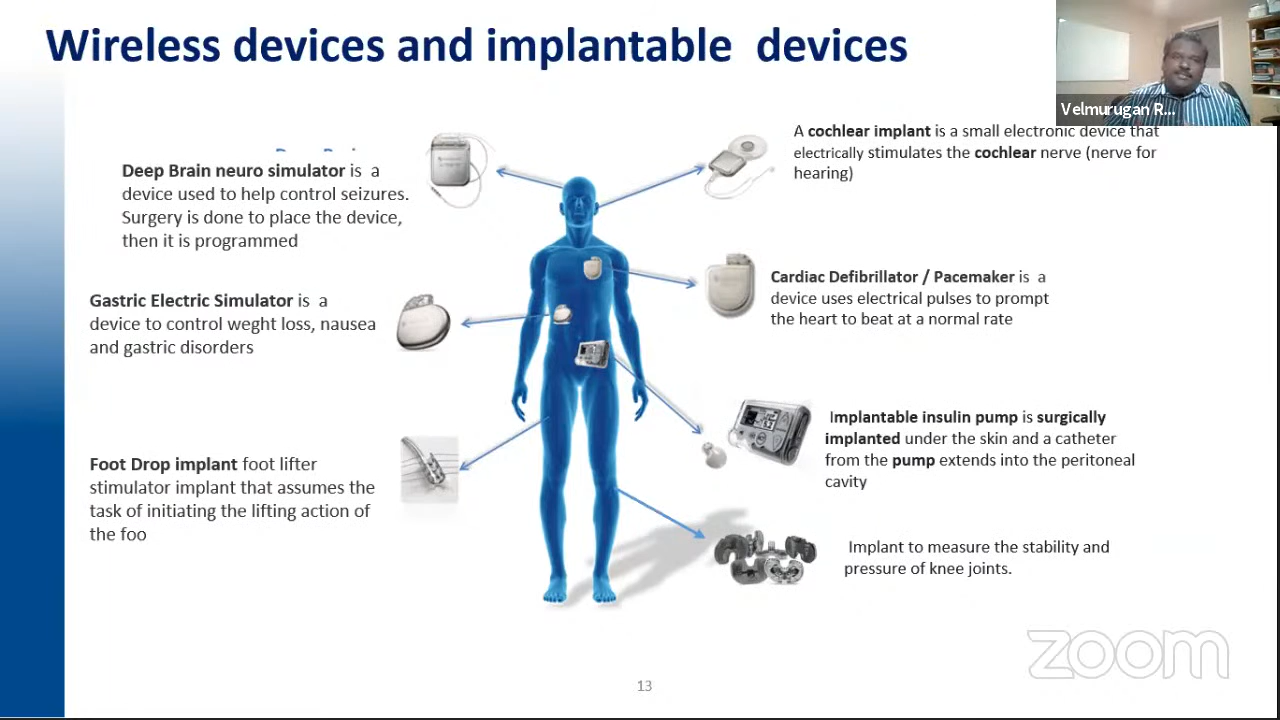 Wireless devices and implantable devices
Velmurugan R...
Deep Brain neuro simulator is a
device used to help control seizures.
Surgery is done to place the device,
then it is programmed
A cochlear implant is a small electronic device that
electrically stimulates the cochlear nerve (nerve for
hearing)
Gastric Electric Simulator is a
device to control weght loss, nausea
and gastric disorders
Cardiac Defibrillator / Pacemaker is a
device uses electrical pulses to prompt
the heart to beat at a normal rate
Foot Drop implant foot lifter
stimulator implant that assumes the
task of initiating the lifting action of
the foo
Implantable insulin pump is surgically
implanted under the skin and a catheter
from the pump extends into the peritoneal
cavity
Implant to measure the stability and
pressure of knee joints.
zoom
13